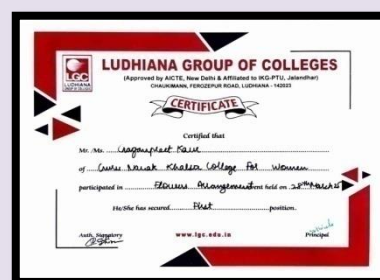 LUDHIANA GROUP OF COLLEGES
(Approved by AICTE, New Delhi & Affiliated to IKG-PTU, Jalandhar)
CHAUKIMANN, FEROZEPUR ROAD, LUDHIANA - 142023
LGC
LUDHIANA
CERTIFICATE
Certified that
Mr. /Ms. Gaganpreet Kaur
of Guru Nanak Khalsa College For Women
participated in Flower Arrangement held on 28th March
He/She has secured First position.
Auth. Signatory
www.lgc.edu.in
Principal